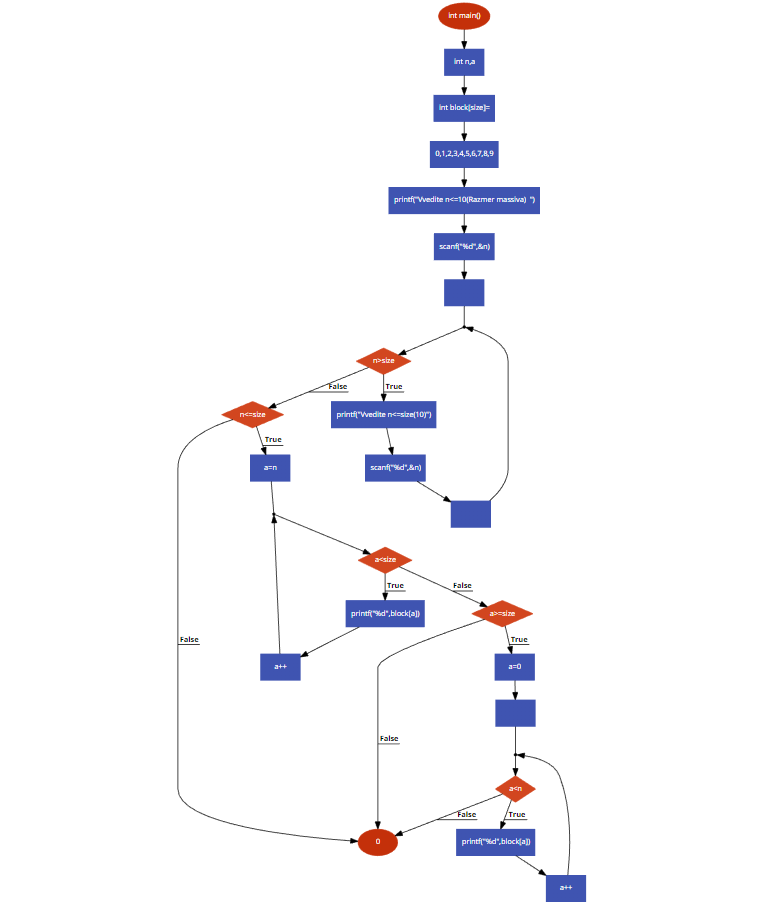 int main()
int n,a
int block[size]=
0,1,2,3,4,5,6,7,8,9
printf("Vvedite n<=10(Razmer massiva) ")
scanf("%d",&n)
n>size
False
True
n<=size
printf("Vvedite n<=size(10)")
True
a=n
scanf("%d",&n)
a<size
True
False
printf("%d",block[a])
a>=size
False
True
a++
a=0
False
a<n
False
True
0
printf("%d",block[a])
a++